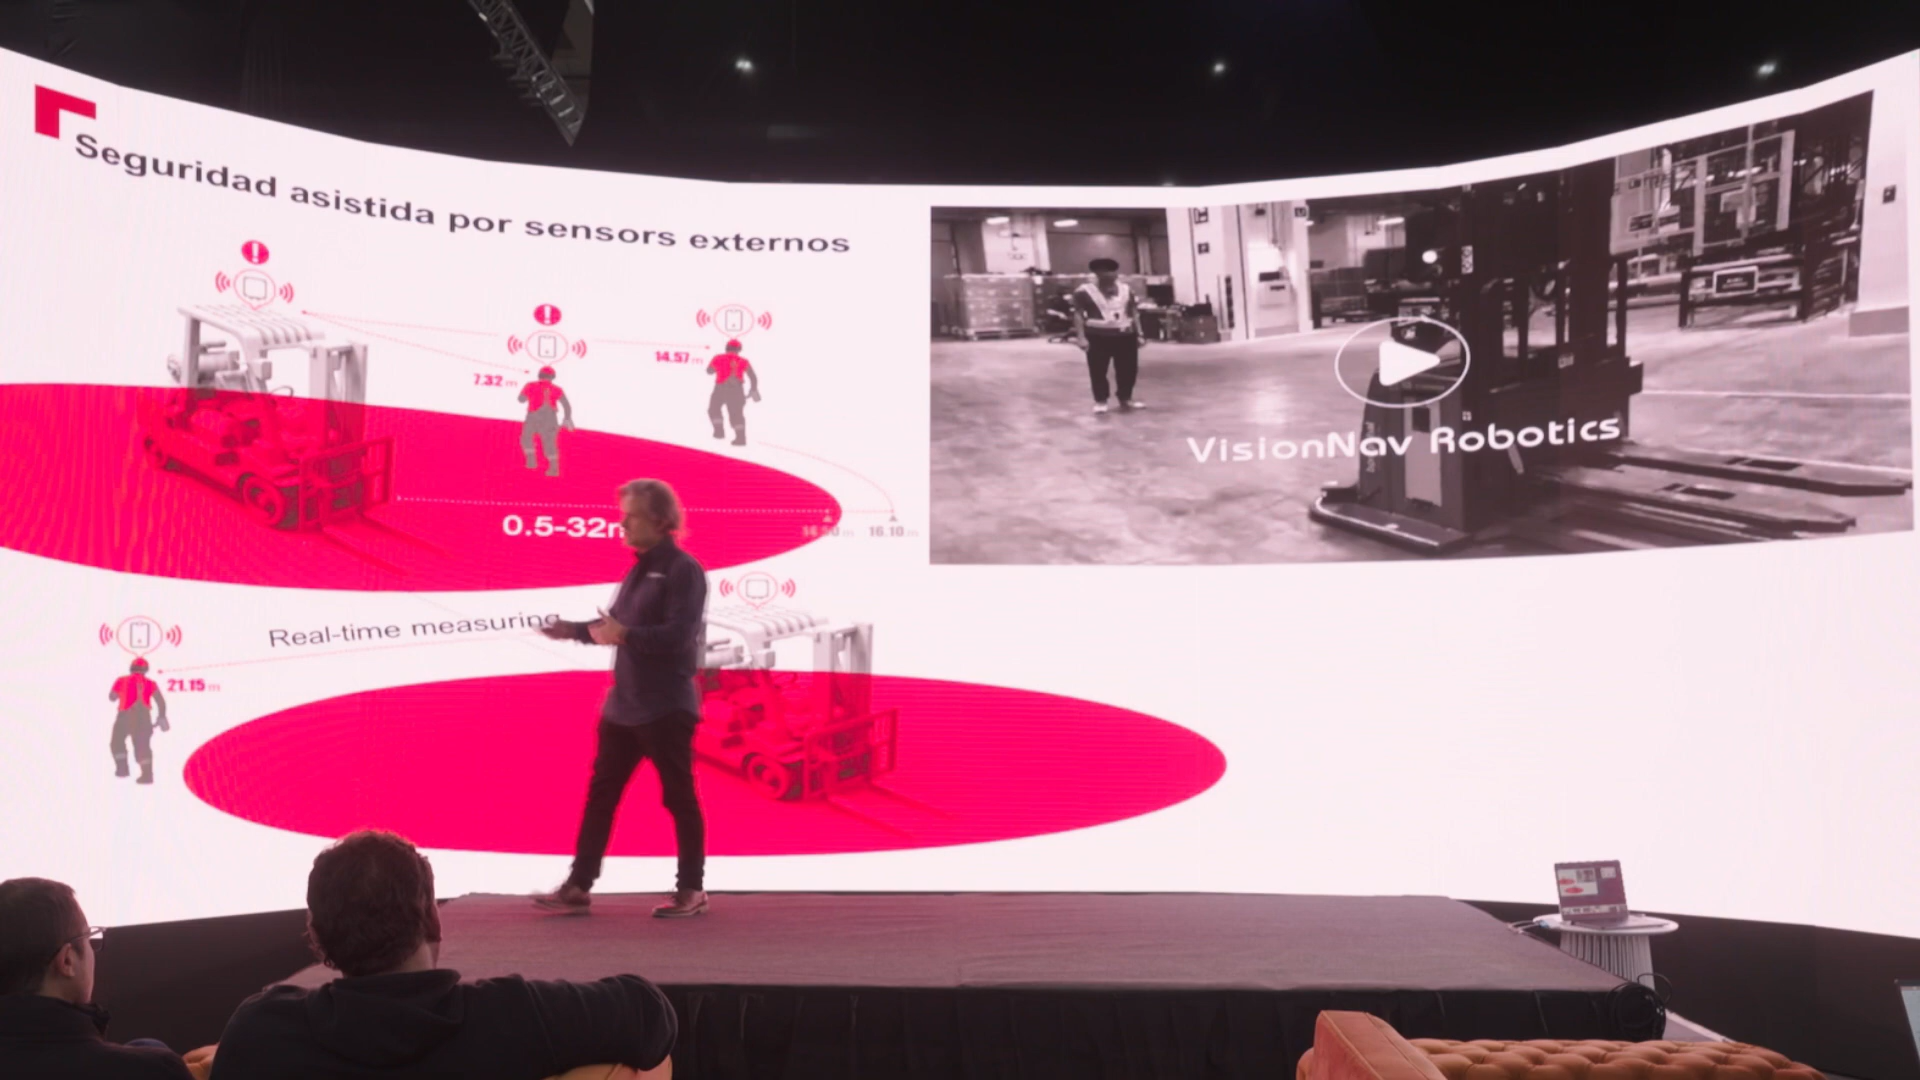 Seguridad asistida por sensors externos
14.57 m
7.32 m
VisionNav Robotics
0.5-32m
16.10 m
Real-time measuring
21.15 m